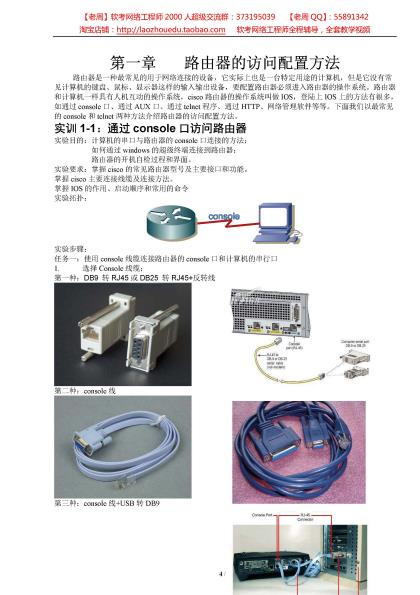 【老周】软考网络工程师 2000 人超级交流群：373195039 【老周 QQ】：55891342
淘宝店铺：http://laozhouedu.taobao.com 软考网络工程师全程辅导，全套教学视频
第一章 路由器的访问配置方法
路由器是一种最常见的用于网络连接的设备，它实际上也是一台特定用途的计算机，但是它没有常
见计算机的键盘、鼠标、显示器这样的输入输出设备，要配置路由器必须进入路由器的操作系统。路由器
和计算机一样具有人机互动的操作系统，cisco 路由器的操作系统叫做 IOS，登陆上 IOS 上的方法有很多，
如通过 console 口、通过 AUX 口、通过 telnet 程序、通过 HTTP、网络管理软件等等。下面我们以最常见
的 console 和 telnet 两种方法介绍路由器的访问配置方法。
实训 1-1：通过 console 口访问路由器
实验目的：计算机的串口与路由器的 console 口连接的方法；
如何通过 windows 的超级终端连接到路由器；
路由器的开机自检过程和界面。
实验要求：掌握 cisco 的常见路由器型号及主要接口和功能。
掌握 cisco 主要连接线缆及连接方法。
掌握 IOS 的作用、启动顺序和常用的命令
实验拓扑：
console
实验步骤：
任务一：使用 console 线缆连接路由器的 console 口和计算机的串行口
1. 选择 Console 线缆：
第一种：DB9 转 RJ45 或 DB25 转 RJ45+反转线
Console
port (RJ-45)
Computer serial port
DB-9 or DB-25
RJ-45 to
DB-9 or DB-25
serial cable
(null-modem)
第二种：console 线
第三种：console 线+USB 转 DB9
Console Port
RJ-45
Connector
4 /